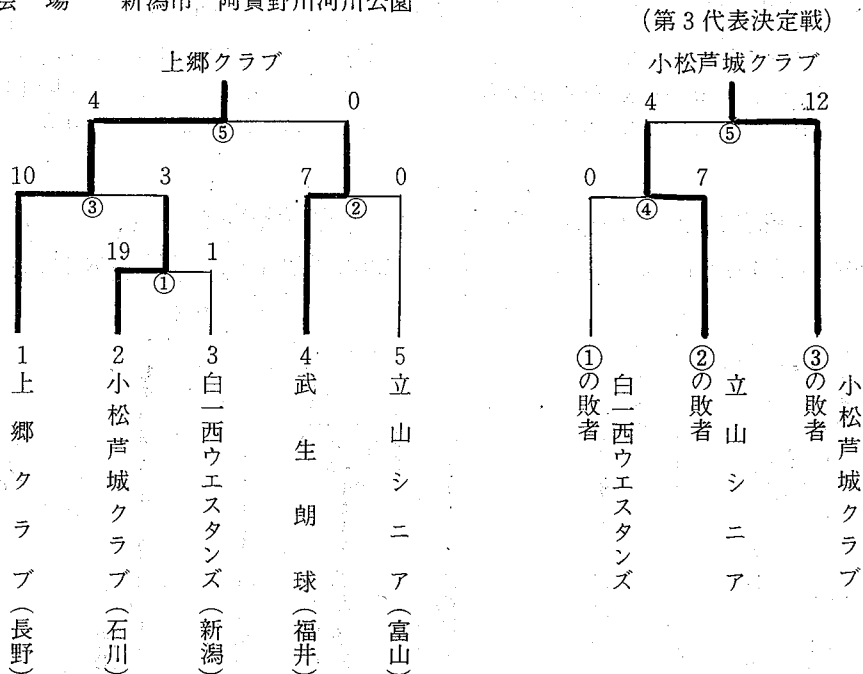 会 場 新潟市 阿賀野川河川公園
(第3代表決定戦)
上郷クラブ
4 0
⑤
10 3 7 0
③ ②
19 1
①
1 2 3 4 5
上郷クラブ(長野)
小松芦城クラブ(石川)
白一西ウエスタンズ(新潟)
武生朗球(福井)
立山シニア(富山)
小松芦城クラブ
4 12
⑤
0 7
④
①の敗者
白一西ウエスタンズ
②の敗者
立山シニア
③の敗者
小松芦城クラブ